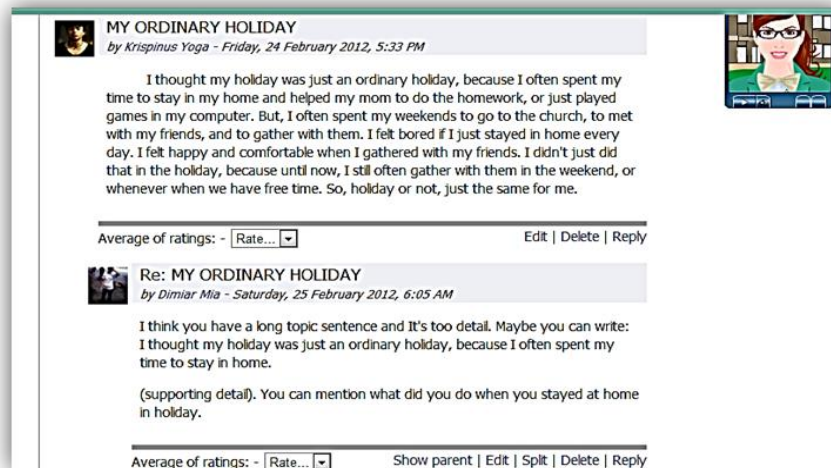 MY ORDINARY HOLIDAY
by Krispinus Yoga - Friday, 24 February 2012, 5:33 PM
I thought my holiday was just an ordinary holiday, because I often spent my
time to stay in my home and helped my mom to do the homework, or just played
games in my computer. But, I often spent my weekends to go to the church, to met
with my friends, and to gather with them. I felt bored if I just stayed in home every
day. I felt happy and comfortable when I gathered with my friends. I didn't just did
that in the holiday, because until now, I still often gather with them in the weekend, or
whenever when we have free time. So, holiday or not, just the same for me.
Average of ratings: - Rate... Edit | Delete | Reply
Re: MY ORDINARY HOLIDAY
by Dimiar Mia - Saturday, 25 February 2012, 6:05 AM
I think you have a long topic sentence and It's too detail. Maybe you can write:
I thought my holiday was just an ordinary holiday, because I often spent my
time to stay in home.
(supporting detail). You can mention what did you do when you stayed at home
in holiday.
Average of ratings: - Rate... Show parent | Edit | Split | Delete | Reply